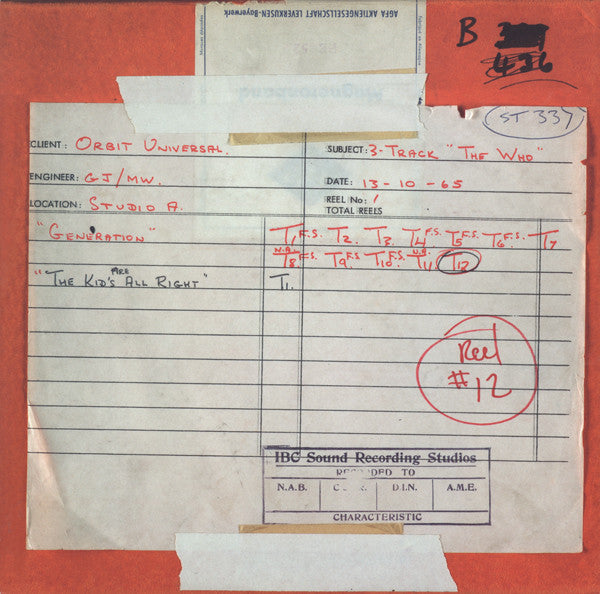 AGFA AKTIENGESELLSCHAFT LEVERKUSEN-Bayerwerk
B
436
ST 337
CLIENT: ORBIT UNIVERSAL.
SUBJECT: 3-TRACK "THE WHO"
ENGINEER: GJ/MW.
DATE: 13-10-65
LOCATION: STUDIO A.
REEL No: 1
TOTAL REELS
"GENERATION" T1 F.S. T2 T3 T4 F.S. T5 F.S. T6 F.S. T7
N.G. T8 F.S. T9 F.S. T10 F.S. T11 T12
"THE KID'S ARE ALL RIGHT" T1.
Reel
#12
IBC Sound Recording Studios
RECORDED TO
N.A.B. D.I.N. A.M.E.
CHARACTERISTIC